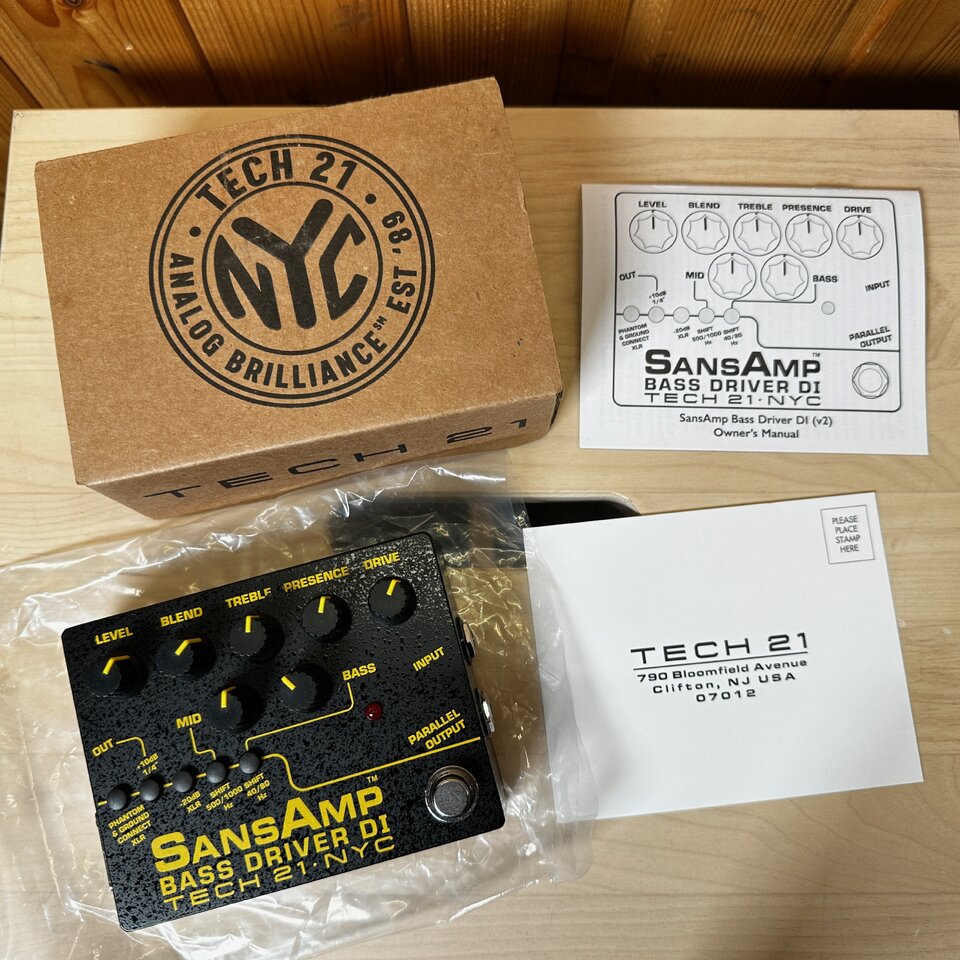 TECH 21
NYC
ANALOG BRILLIANCE℠ EST '89
TECH 21
LEVEL BLEND TREBLE PRESENCE DRIVE
OUT
+10dB
1/4"
MID
BASS
INPUT
PHANTOM
& GROUND
CONNECT
XLR
-20dB
XLR
SHIFT
500/1000
Hz
SHIFT
40/80
Hz
PARALLEL
OUTPUT
SANSAMP™
BASS DRIVER DI
TECH 21·NYC
SansAmp Bass Driver DI (v2)
Owner's Manual
PLEASE
PLACE
STAMP
HERE
TECH 21
790 Bloomfield Avenue
Clifton, NJ USA
07012
LEVEL BLEND TREBLE PRESENCE DRIVE
OUT
+10dB
1/4"
MID
BASS
INPUT
PHANTOM
& GROUND
CONNECT
XLR
-20dB
XLR
SHIFT
500/1000
Hz
SHIFT
40/80
Hz
PARALLEL
OUTPUT
SANSAMP™
BASS DRIVER DI
TECH 21·NYC